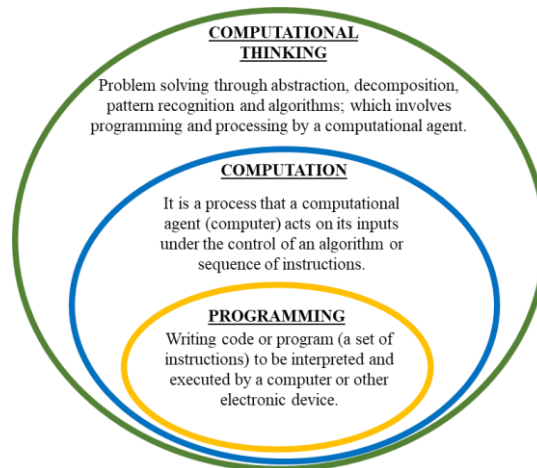 COMPUTATIONAL
THINKING
Problem solving through abstraction, decomposition,
pattern recognition and algorithms; which involves
programming and processing by a computational agent.
COMPUTATION
It is a process that a computational
agent (computer) acts on its inputs
under the control of an algorithm or
sequence of instructions.
PROGRAMMING
Writing code or program (a set of
instructions) to be interpreted and
executed by a computer or other
electronic device.